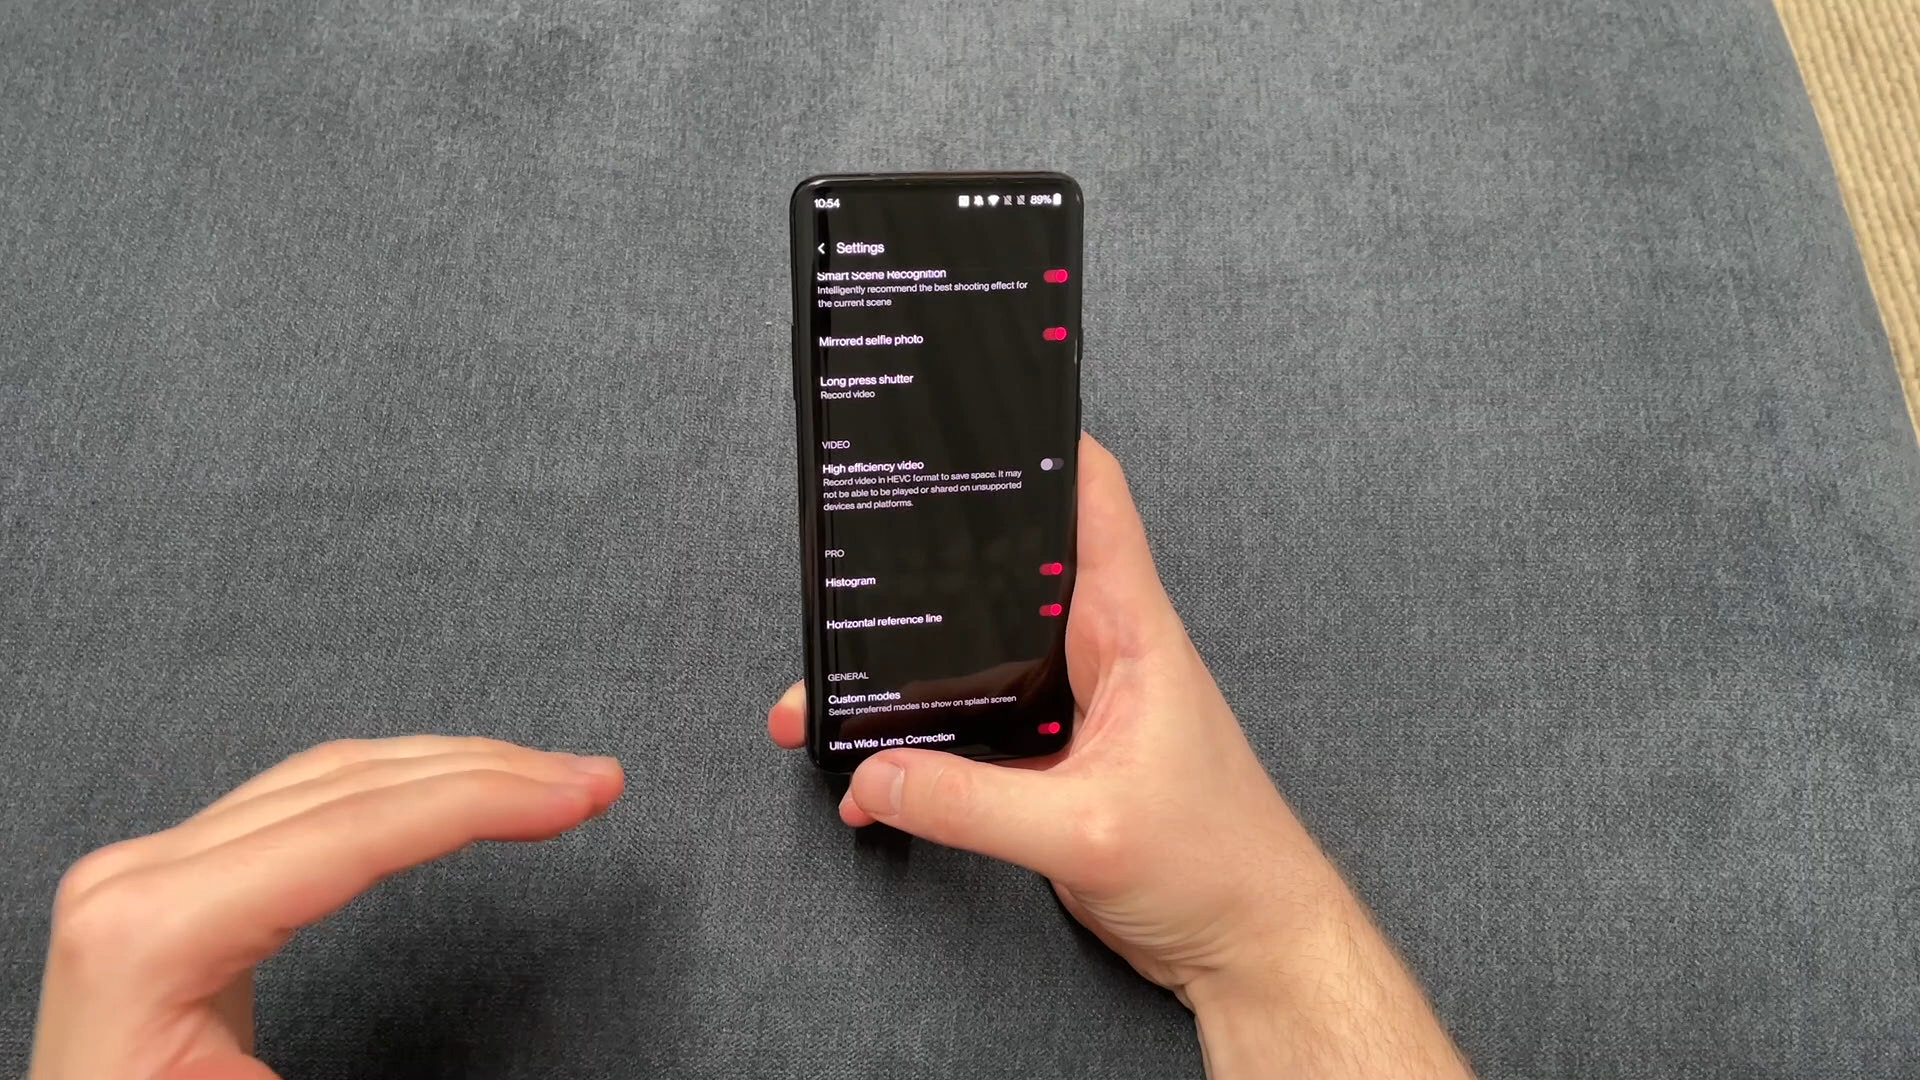 10:54
89%
Settings
Smart Scene Recognition
Intelligently recommend the best shooting effect for
the current scene
Mirrored selfie photo
Long press shutter
Record video
VIDEO
High efficiency video
Record video in HEVC format to save space. It may
not be able to be played or shared on unsupported
devices and platforms.
PRO
Histogram
Horizontal reference line
GENERAL
Custom modes
Select preferred modes to show on splash screen
Ultra Wide Lens Correction